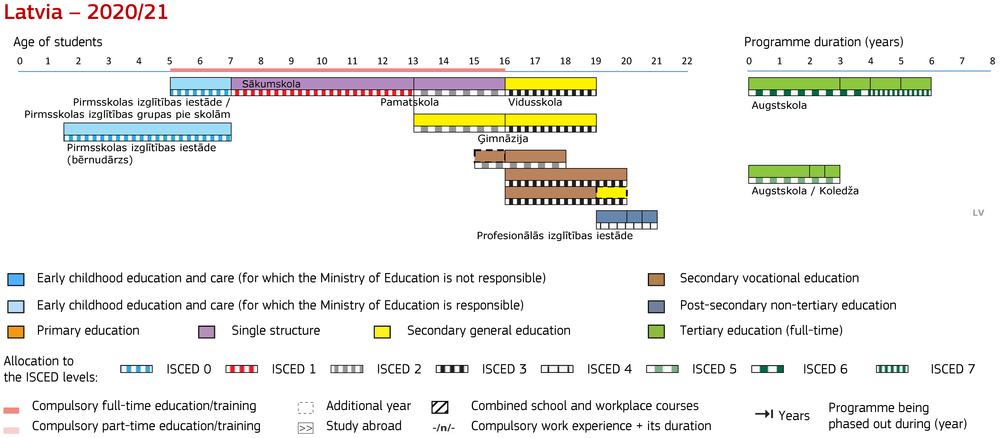 Latvia – 2020/21
Age of students
Programme duration (years)
0 1 2 3 4 5 6 7 8 9 10 11 12 13 14 15 16 17 18 19 20 21 22
0 1 2 3 4 5 6 7 8
Sākumskola
Pirmsskolas izglītības iestāde /
Pirmsskolas izglītības grupas pie skolām
Pamatskola
Vidusskola
Augstskola
Ģimnāzija
Pirmsskolas izglītības iestāde
(bērnudārzs)
Augstskola / Koledža
LV
Profesionālās izglītības iestāde
Early childhood education and care (for which the Ministry of Education is not responsible)
Secondary vocational education
Early childhood education and care (for which the Ministry of Education is responsible)
Post-secondary non-tertiary education
Primary education
Single structure
Secondary general education
Tertiary education (full-time)
Allocation to
the ISCED levels:
ISCED 0
ISCED 1
ISCED 2
ISCED 3
ISCED 4
ISCED 5
ISCED 6
ISCED 7
Compulsory full-time education/training
Additional year
Combined school and workplace courses
Years
Programme being
phased out during (year)
Compulsory part-time education/training
>> Study abroad
-/n/- Compulsory work experience + its duration